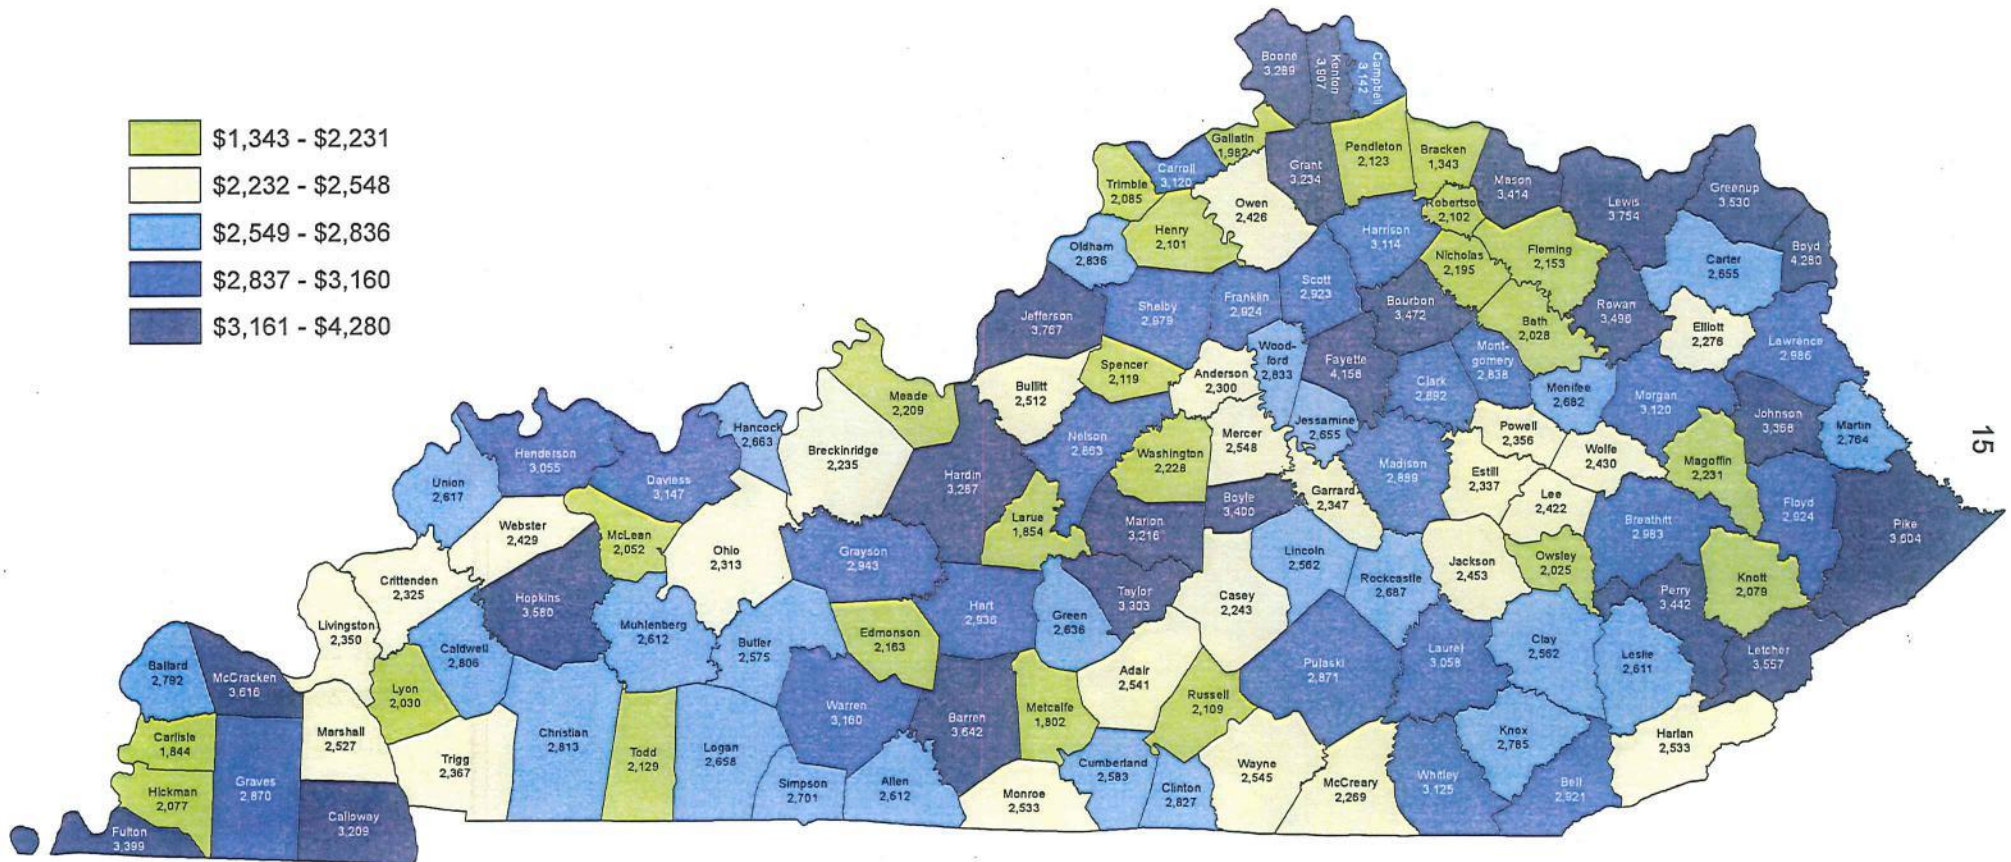 $1,343 - $2,231
$2,232 - $2,548
$2,549 - $2,836
$2,837 - $3,160
$3,161 - $4,280
Boone
3,289
Kenton
3,907
Campbell
3,142
Gallatin
1,982
Carroll
3,120
Trimble
2,085
Grant
3,234
Pendleton
2,123
Bracken
1,343
Mason
3,414
Robertso
2,102
Lewis
3,754
Greenup
3,530
Boyd
4,280
Owen
2,426
Henry
2,101
Oldham
2,836
Harrison
3,114
Nicholas
2,195
Fleming
2,153
Carter
2,655
Rowan
3,496
Elliott
2,276
Lawrence
2,986
Jefferson
3,767
Shelby
2,979
Franklin
2,924
Scott
2,923
Bourbon
3,472
Bath
2,028
Mont-
gomery
2,838
Wood-
ford
2,833
Fayette
4,158
Clark
2,892
Menifee
2,682
Morgan
3,120
Johnson
3,358
Martin
2,764
Bullitt
2,512
Spencer
2,119
Anderson
2,300
Meade
2,209
Breckinridge
2,235
Hancock
2,663
Hardin
3,287
Nelson
2,863
Washington
2,228
Mercer
2,548
Jessamine
2,655
Madison
2,889
Powell
2,356
Estill
2,337
Wolfe
2,430
Lee
2,422
Magoffin
2,231
Floyd
2,924
Pike
3,604
15
Henderson
3,055
Daviess
3,147
Union
2,617
Webster
2,429
McLean
2,052
Ohio
2,313
Grayson
2,943
Larue
1,854
Marion
3,216
Boyle
3,400
Garrard
2,347
Lincoln
2,562
Rockcastle
2,687
Jackson
2,453
Owsley
2,025
Breathitt
2,983
Perry
3,442
Knott
2,079
Letcher
3,557
Crittenden
2,325
Livingston
2,350
Hopkins
3,580
Caldwell
2,806
Muhlenberg
2,612
Butler
2,575
Edmonson
2,163
Hart
2,936
Green
2,636
Taylor
3,303
Casey
2,243
Adair
2,541
Russell
2,109
Pulaski
2,871
Laurel
3,058
Clay
2,562
Leslie
2,611
Harlan
2,533
Ballard
2,792
McCracken
3,616
Lyon
2,030
Marshall
2,527
Trigg
2,367
Christian
2,813
Todd
2,129
Logan
2,658
Warren
3,160
Simpson
2,701
Allen
2,612
Barren
3,642
Metcalfe
1,802
Monroe
2,533
Cumberland
2,583
Clinton
2,827
Wayne
2,545
McCreary
2,269
Whitley
3,125
Knox
2,785
Bell
2,921
Carlisle
1,844
Hickman
2,077
Graves
2,870
Calloway
3,209
Fulton
3,399